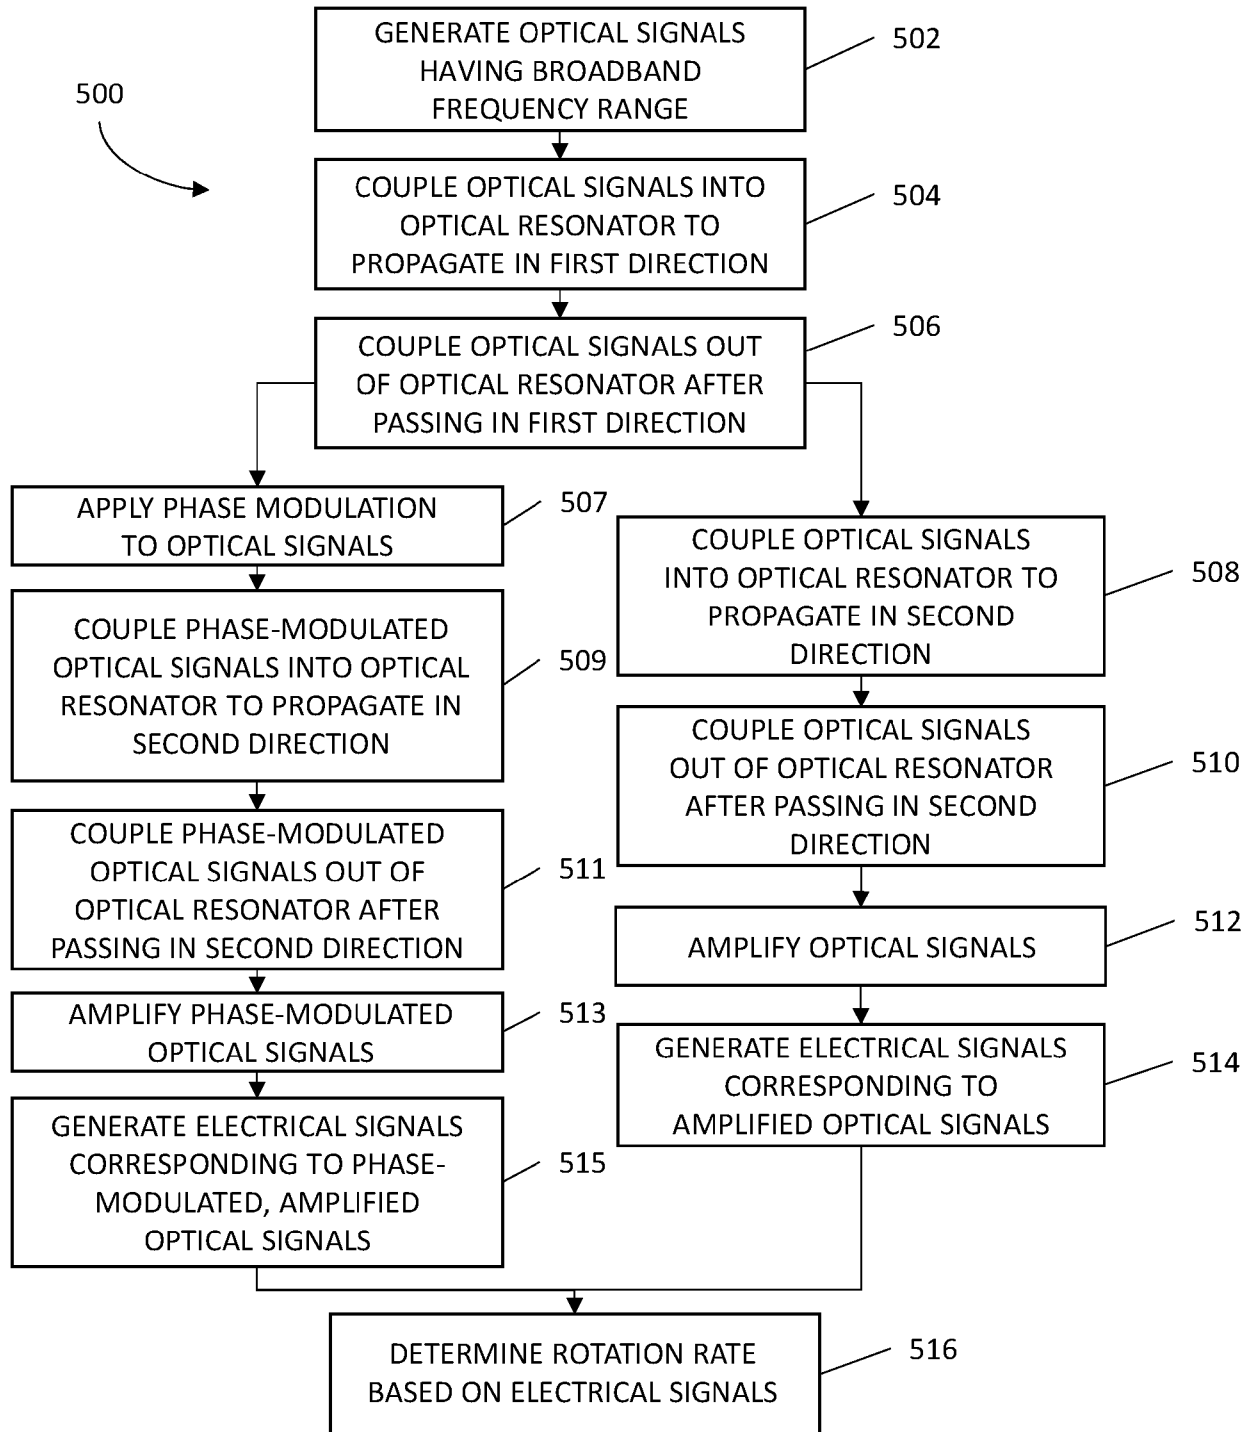 GENERATE OPTICAL SIGNALS
HAVING BROADBAND
FREQUENCY RANGE
502
500
COUPLE OPTICAL SIGNALS INTO
OPTICAL RESONATOR TO
PROPAGATE IN FIRST DIRECTION
504
COUPLE OPTICAL SIGNALS OUT
OF OPTICAL RESONATOR AFTER
PASSING IN FIRST DIRECTION
506
APPLY PHASE MODULATION
TO OPTICAL SIGNALS
507
COUPLE PHASE-MODULATED
OPTICAL SIGNALS INTO OPTICAL
RESONATOR TO PROPAGATE IN
SECOND DIRECTION
509
COUPLE PHASE-MODULATED
OPTICAL SIGNALS OUT OF
OPTICAL RESONATOR AFTER
PASSING IN SECOND DIRECTION
511
AMPLIFY PHASE-MODULATED
OPTICAL SIGNALS
513
GENERATE ELECTRICAL SIGNALS
CORRESPONDING TO PHASE-
MODULATED, AMPLIFIED
OPTICAL SIGNALS
515
COUPLE OPTICAL SIGNALS
INTO OPTICAL RESONATOR TO
PROPAGATE IN SECOND
DIRECTION
508
COUPLE OPTICAL SIGNALS
OUT OF OPTICAL RESONATOR
AFTER PASSING IN SECOND
DIRECTION
510
AMPLIFY OPTICAL SIGNALS
512
GENERATE ELECTRICAL SIGNALS
CORRESPONDING TO
AMPLIFIED OPTICAL SIGNALS
514
DETERMINE ROTATION RATE
BASED ON ELECTRICAL SIGNALS
516